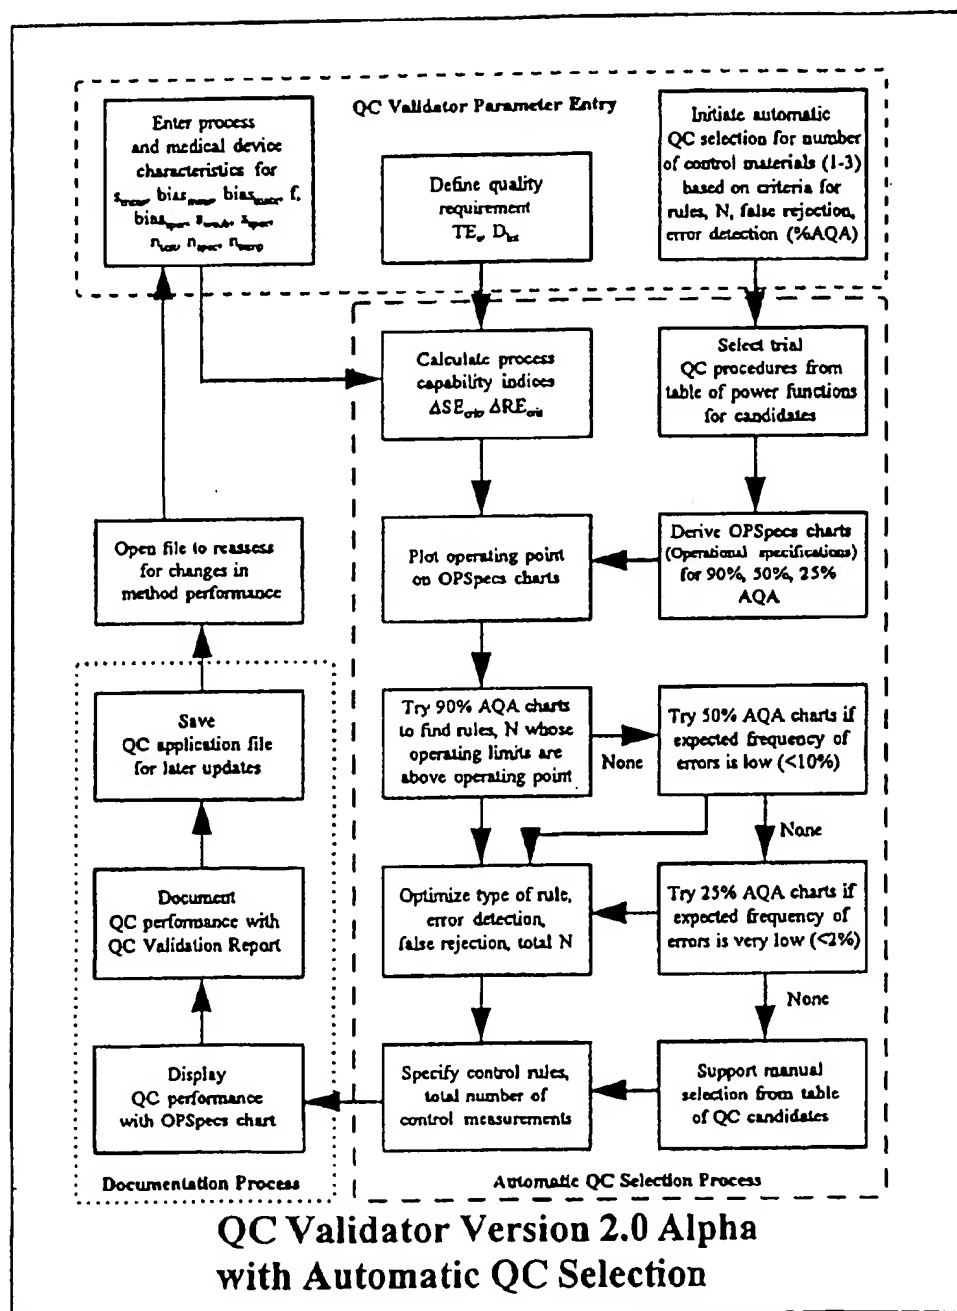 QC Validator Parameter Entry
Enter process
and medical device
characteristics for
Define quality
requirement
Initiate automatic
QC selection for number
of control materials (1-3)
based on criteria for
rules, N, false rejection,
error detection (%AQA)
Calculate process
capability indices
ΔSEcrit, ΔREcrit
Select trial
QC procedures from
table of power functions
for candidates
Open file to reassess
for changes in
method performance
Plot operating point
on OPSpecs charts
Derive OPSpecs charts
(Operational specifications)
for 90%, 50%, 25%
AQA
Save
QC application file
for later updates
Try 90% AQA charts
to find rules, N whose
operating limits are
above operating point
None
Try 50% AQA charts if
expected frequency of
errors is low (<10%)
None
Document
QC performance with
QC Validation Report
Optimize type of rule,
error detection,
false rejection, total N
Try 25% AQA charts if
expected frequency of
errors is very low (<2%)
None
Display
QC performance
with OPSpecs chart
Specify control rules,
total number of
control measurements
Support manual
selection from table
of QC candidates
Documentation Process
Automatic QC Selection Process
QC Validator Version 2.0 Alpha
with Automatic QC Selection